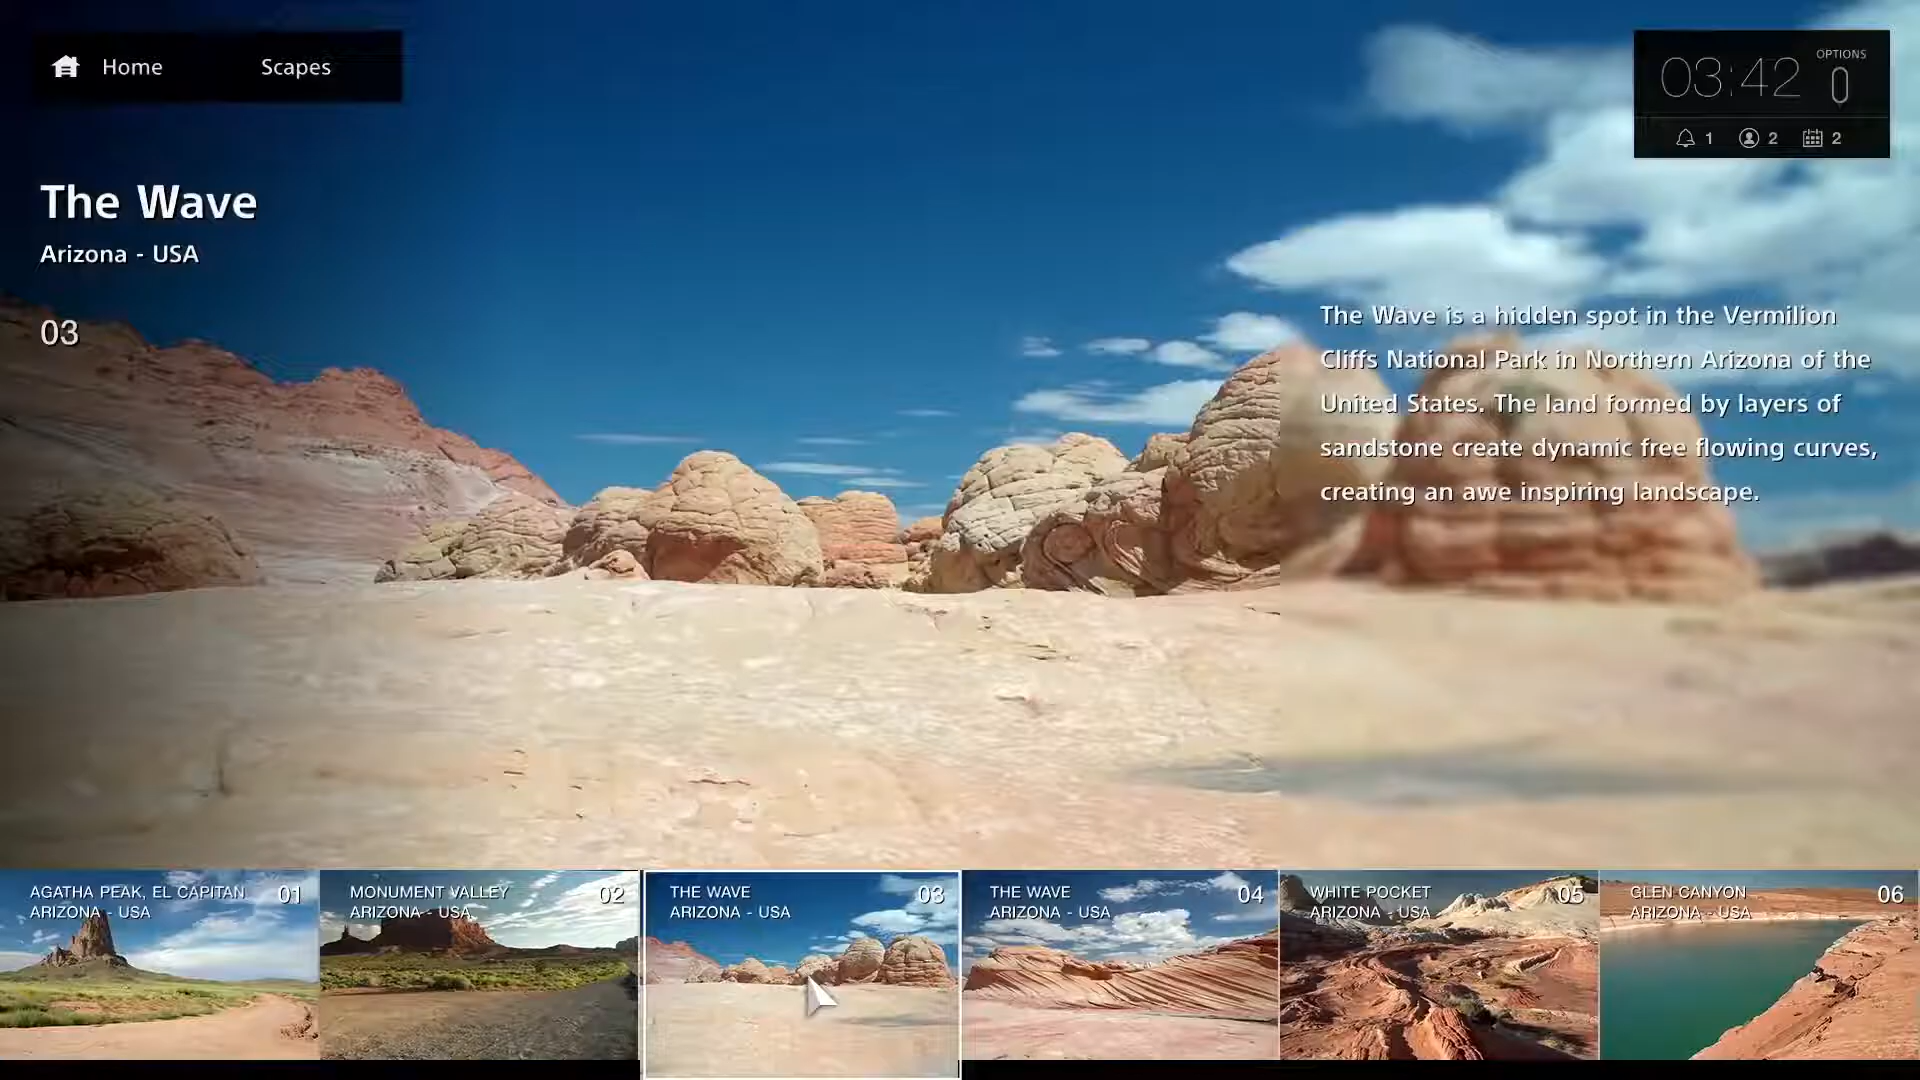 Home
Scapes
03:42
OPTIONS
1
2
2
The Wave
Arizona - USA
03
The Wave is a hidden spot in the Vermilion
Cliffs National Park in Northern Arizona of the
United States. The land formed by layers of
sandstone create dynamic free flowing curves,
creating an awe inspiring landscape.
AGATHA PEAK, EL CAPITAN
ARIZONA - USA
01
MONUMENT VALLEY
ARIZONA - USA
02
THE WAVE
ARIZONA - USA
03
THE WAVE
ARIZONA - USA
04
WHITE POCKET
ARIZONA - USA
05
GLEN CANYON
ARIZONA - USA
06